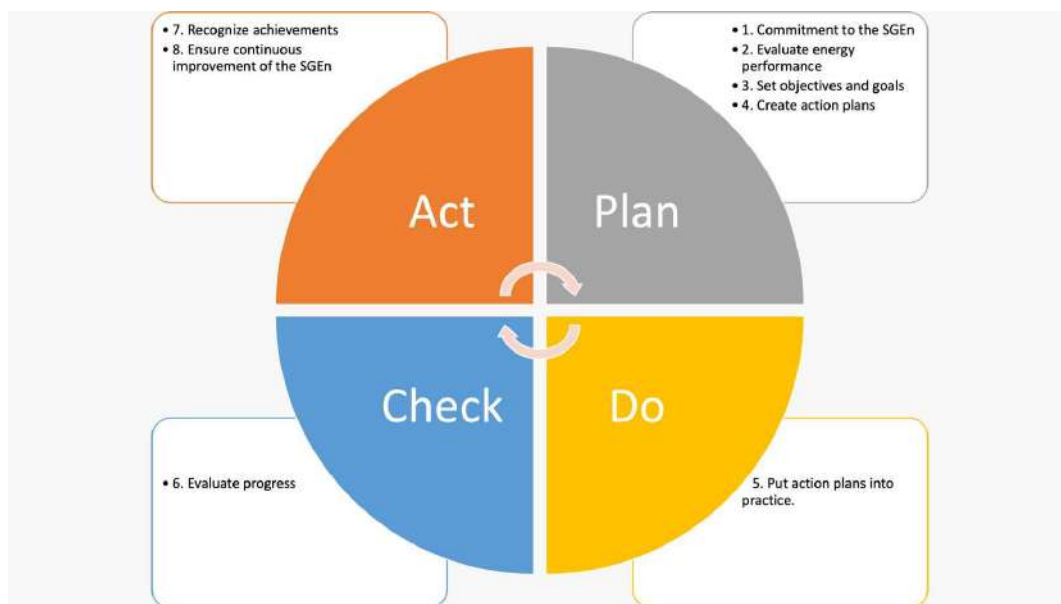 • 7. Recognize achievements
• 8. Ensure continuous
improvement of the SGEn
• 1. Commitment to the SGEn
• 2. Evaluate energy
performance
• 3. Set objectives and goals
• 4. Create action plans
Act
Plan
Check
Do
• 6. Evaluate progress
5. Put action plans into
practice.